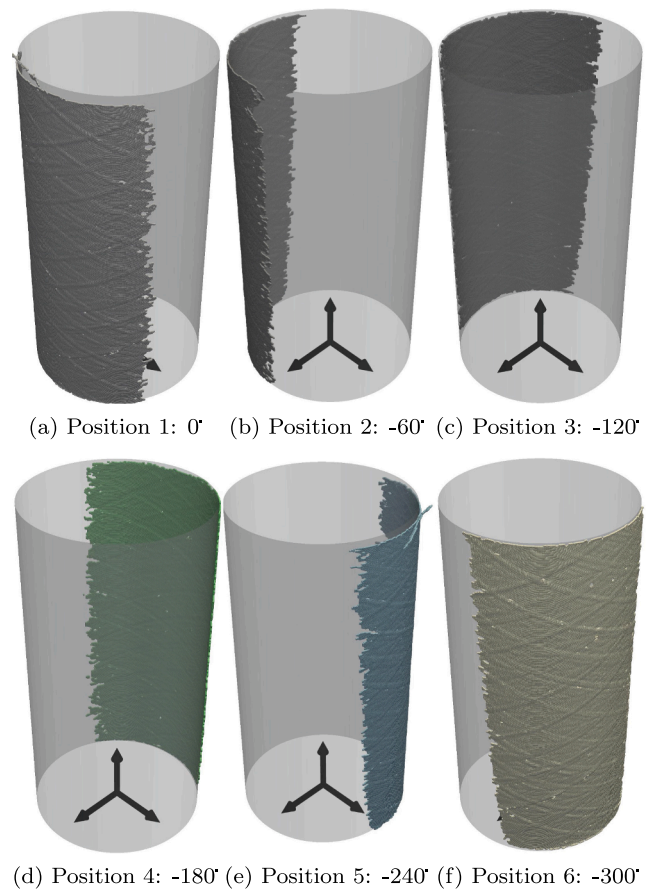 (a) Position 1: 0° (b) Position 2: -60° (c) Position 3: -120°
(d) Position 4: -180° (e) Position 5: -240° (f) Position 6: -300°